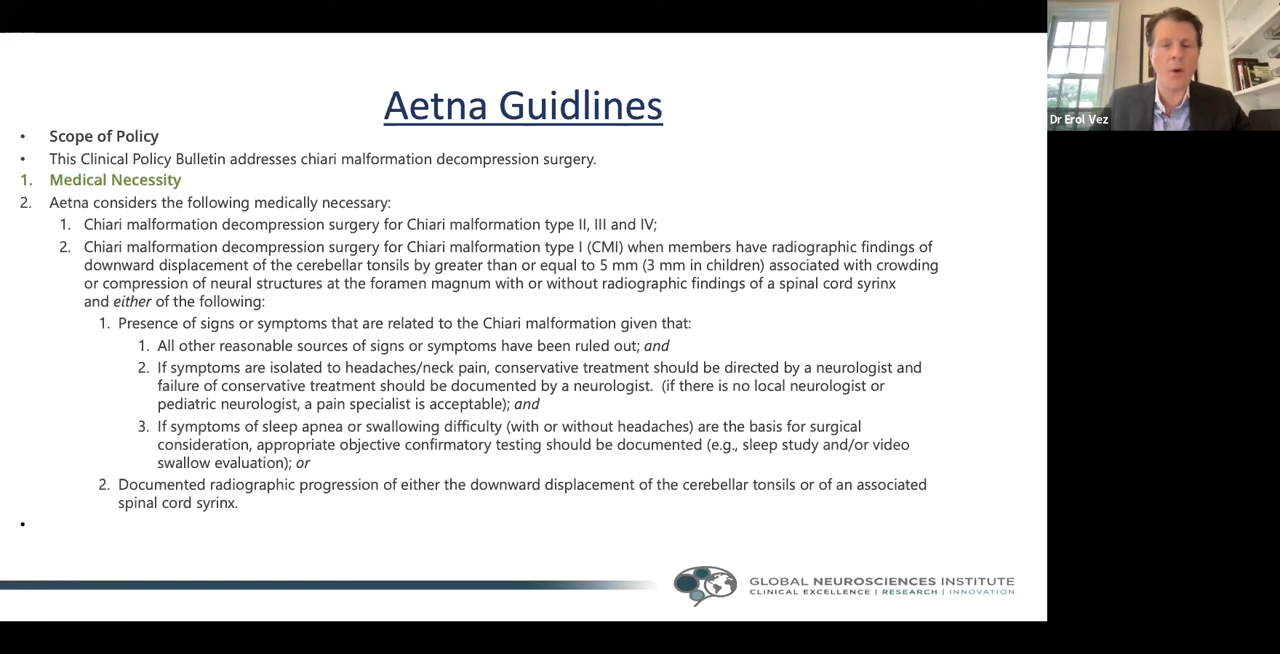 Aetna Guidlines
• Scope of Policy
• This Clinical Policy Bulletin addresses chiari malformation decompression surgery.
1. Medical Necessity
2. Aetna considers the following medically necessary:
1. Chiari malformation decompression surgery for Chiari malformation type II, III and IV;
2. Chiari malformation decompression surgery for Chiari malformation type I (CMI) when members have radiographic findings of
downward displacement of the cerebellar tonsils by greater than or equal to 5 mm (3 mm in children) associated with crowding
or compression of neural structures at the foramen magnum with or without radiographic findings of a spinal cord syrinx
and either of the following:
1. Presence of signs or symptoms that are related to the Chiari malformation given that:
1. All other reasonable sources of signs or symptoms have been ruled out; and
2. If symptoms are isolated to headaches/neck pain, conservative treatment should be directed by a neurologist and
failure of conservative treatment should be documented by a neurologist. (if there is no local neurologist or
pediatric neurologist, a pain specialist is acceptable); and
3. If symptoms of sleep apnea or swallowing difficulty (with or without headaches) are the basis for surgical
consideration, appropriate objective confirmatory testing should be documented (e.g., sleep study and/or video
swallow evaluation); or
2. Documented radiographic progression of either the downward displacement of the cerebellar tonsils or of an associated
spinal cord syrinx.
•
GLOBAL NEUROSCIENCES INSTITUTE
CLINICAL EXCELLENCE | RESEARCH | INNOVATION
Dr Erol Vez